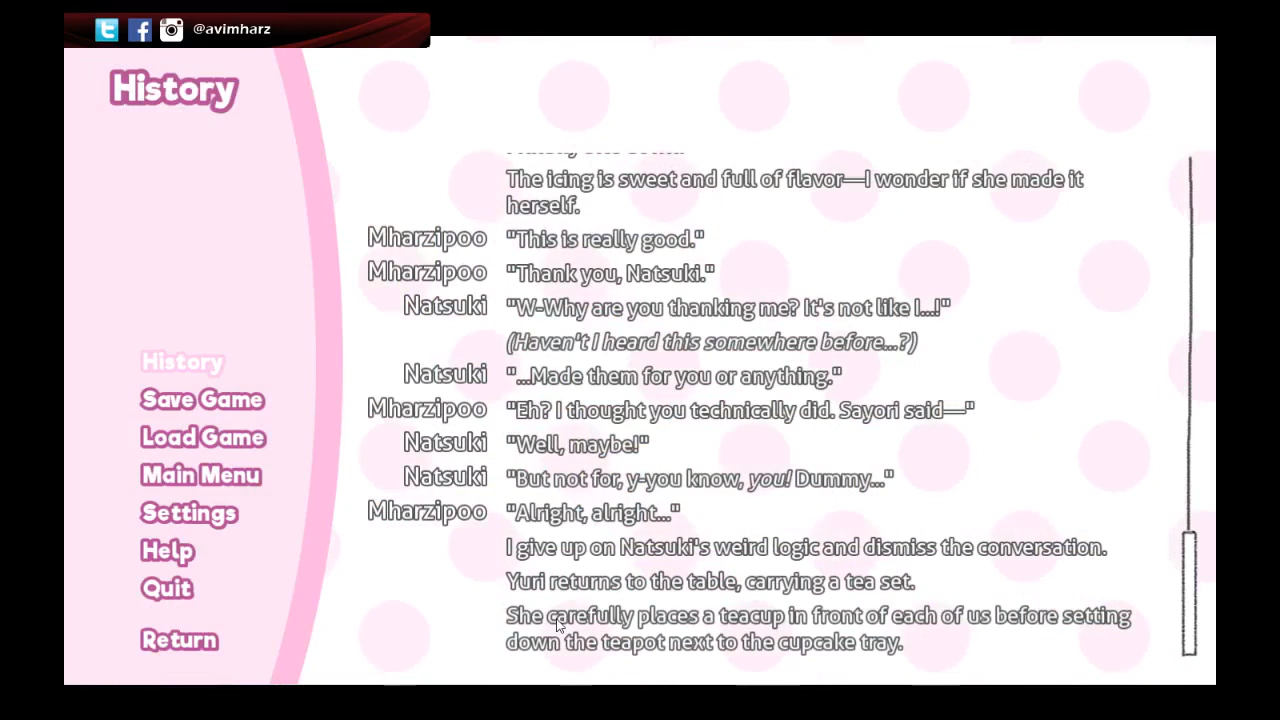 @avimharz
History
The icing is sweet and full of flavor—I wonder if she made it
herself.
Mharzipoo "This is really good."
Mharzipoo "Thank you, Natsuki."
Natsuki "W-Why are you thanking me? It's not like I...!"
(Haven't I heard this somewhere before...?)
Natsuki "...Made them for you or anything."
Mharzipoo "Eh? I thought you technically did. Sayori said—"
Natsuki "Well, maybe!"
Natsuki "But not for, y-you know, you! Dummy..."
Mharzipoo "Alright, alright..."
I give up on Natsuki's weird logic and dismiss the conversation.
Yuri returns to the table, carrying a tea set.
She carefully places a teacup in front of each of us before setting
down the teapot next to the cupcake tray.
History
Save Game
Load Game
Main Menu
Settings
Help
Quit
Return